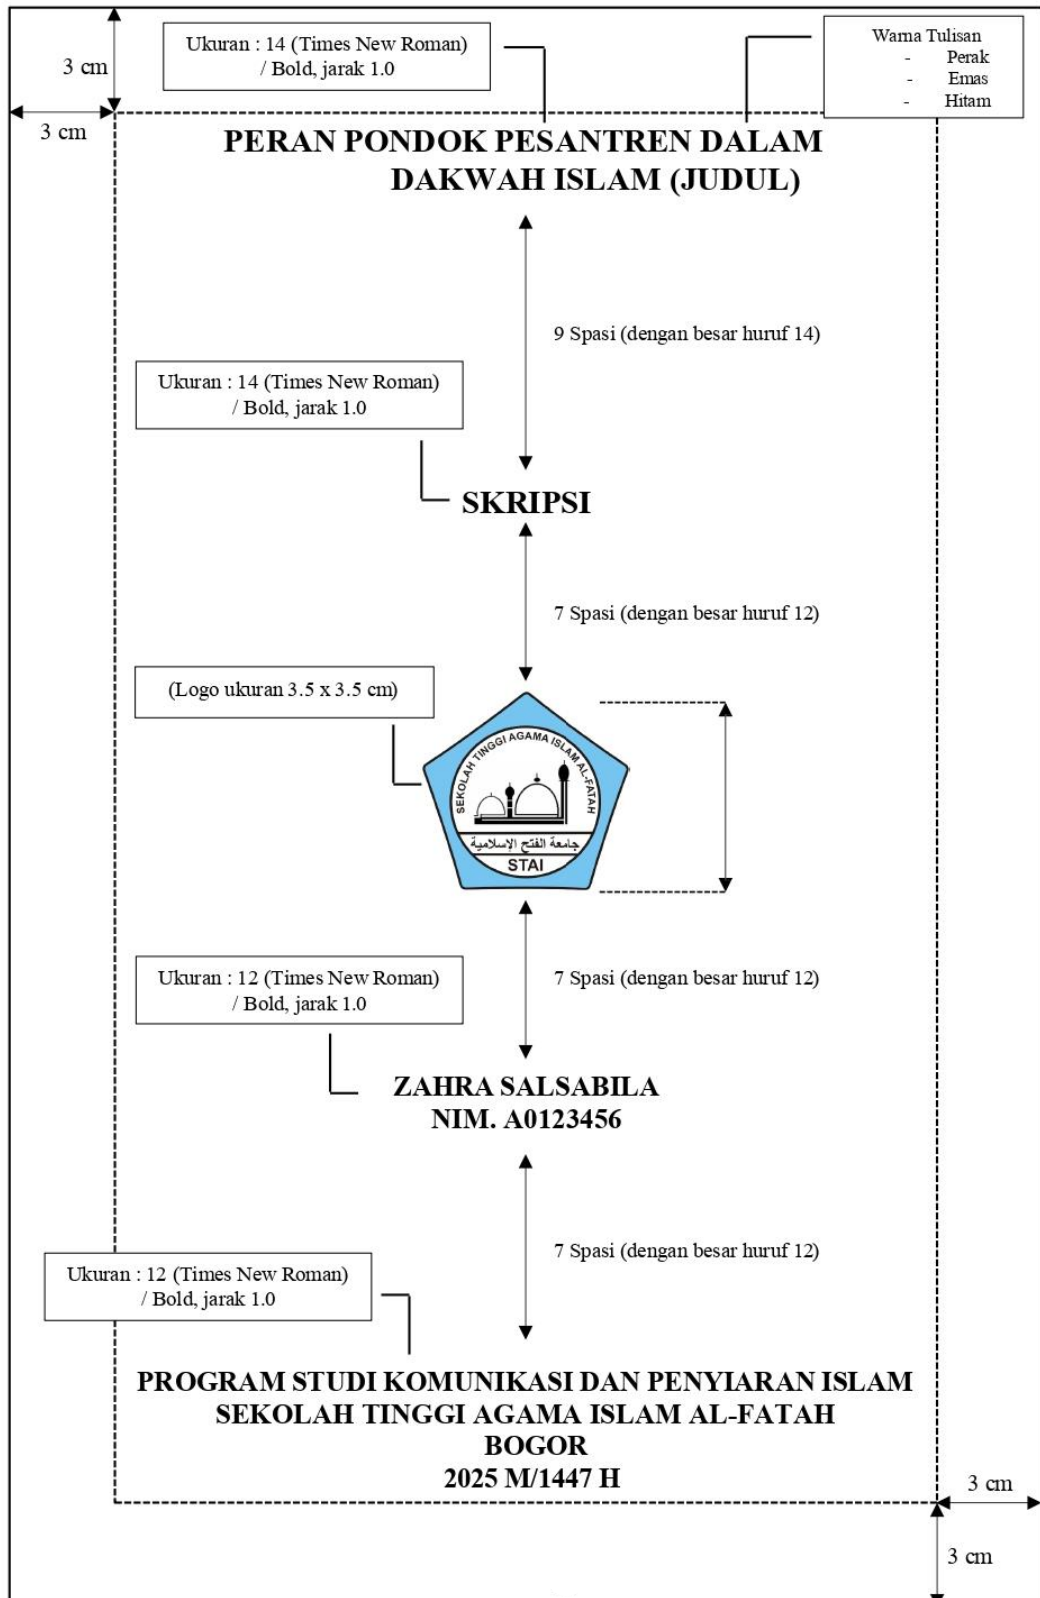 Ukuran : 14 (Times New Roman)
/ Bold, jarak 1.0
Warna Tulisan
- Perak
- Emas
- Hitam
3 cm
3 cm
PERAN PONDOK PESANTREN DALAM
DAKWAH ISLAM (JUDUL)
9 Spasi (dengan besar huruf 14)
Ukuran : 14 (Times New Roman)
/ Bold, jarak 1.0
SKRIPSI
7 Spasi (dengan besar huruf 12)
(Logo ukuran 3.5 x 3.5 cm)
SEKOLAH TINGGI AGAMA ISLAM AL-FATAH
جامعة الفتح الإسلامية
STAI
7 Spasi (dengan besar huruf 12)
Ukuran : 12 (Times New Roman)
/ Bold, jarak 1.0
ZAHRA SALSABILA
NIM. A0123456
7 Spasi (dengan besar huruf 12)
Ukuran : 12 (Times New Roman)
/ Bold, jarak 1.0
PROGRAM STUDI KOMUNIKASI DAN PENYIARAN ISLAM
SEKOLAH TINGGI AGAMA ISLAM AL-FATAH
BOGOR
2025 M/1447 H
3 cm
3 cm